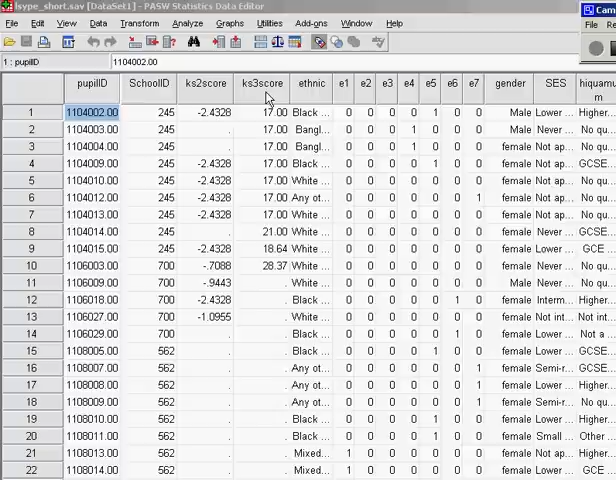 lsype_short.sav [DataSet1] - PASW Statistics Data Editor
Cam
File Edit View Data Transform Analyze Graphs Utilities Add-ons Window Help
File
1 : pupilID 1104002.00
pupilID SchoolID ks2score ks3score ethnic e1 e2 e3 e4 e5 e6 e7 gender SES hiquamu
m
1 1104002.00 245 -2.4328 17.00 Black ... 0 0 0 0 1 0 0 Male Lower ... Higher...
2 1104003.00 245 . 17.00 Bangl... 0 0 0 1 0 0 0 Male Never ... No qu...
3 1104004.00 245 . 17.00 Bangl... 0 0 0 1 0 0 0 female Not ap... No qu...
4 1104009.00 245 -2.4328 17.00 Black ... 0 0 0 0 1 0 0 female Not ap... GCSE...
5 1104010.00 245 -2.4328 17.00 White ... 0 0 0 0 0 0 0 female Not ap... No qu...
6 1104012.00 245 -2.4328 17.00 Any ot... 0 0 0 0 0 0 1 female Not ap... No qu...
7 1104013.00 245 -2.4328 17.00 White ... 0 0 0 0 0 0 0 female Not ap... No qu...
8 1104014.00 245 . 21.00 White ... 0 0 0 0 0 0 0 female Never ... GCSE...
9 1104015.00 245 -2.4328 18.64 White ... 0 0 0 0 0 0 0 female Lower ... GCE ...
10 1106003.00 700 -.7088 28.37 White ... 0 0 0 0 0 0 0 female Never ... No qu...
11 1106009.00 700 -.9443 . White ... 0 0 0 0 0 0 0 Male Never ... No qu...
12 1106018.00 700 -2.4328 . Black ... 0 0 0 0 0 1 0 female Interm... Higher...
13 1106027.00 700 -1.0955 . White ... 0 0 0 0 0 0 0 female Not int... No int...
14 1106029.00 700 . . Black ... 0 0 0 0 0 1 0 female Lower ... Not a ...
15 1108005.00 562 . . Black ... 0 0 0 0 1 0 0 female Lower ... GCSE...
16 1108007.00 562 . . Any ot... 0 0 0 0 0 0 1 female Semi-r... GCSE...
17 1108008.00 562 . . Any ot... 0 0 0 0 0 0 1 female Lower ... Higher...
18 1108009.00 562 . . Any ot... 0 0 0 0 0 0 1 female Semi-r... No qu...
19 1108010.00 562 . . Black ... 0 0 0 0 1 0 0 female Lower ... Higher...
20 1108011.00 562 . . Black ... 0 0 0 0 1 0 0 female Small ... Other ...
21 1108013.00 562 . . Mixed... 1 0 0 0 0 0 0 female Not ap... Higher...
22 1108014.00 562 . . Mixed... 1 0 0 0 0 0 0 female Lower ... GCE ...